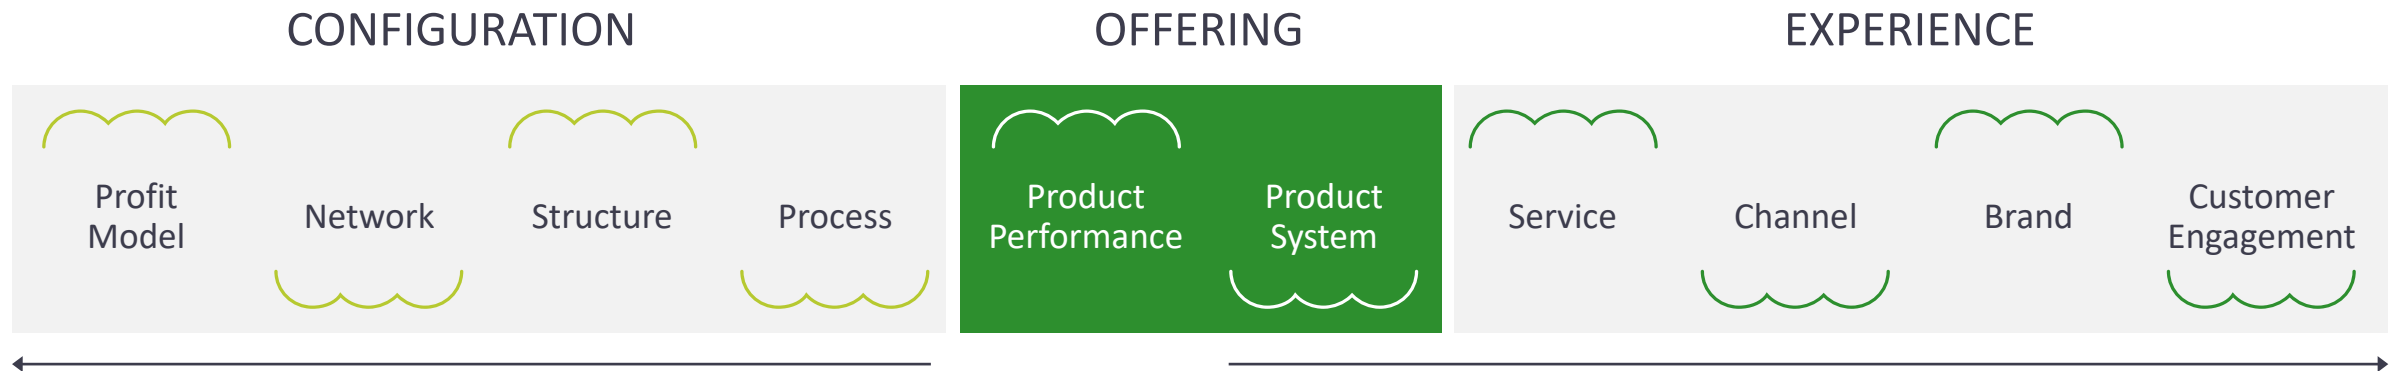 CONFIGURATION
OFFERING
EXPERIENCE
Profit
Model
Network
Structure
Process
Product
Performance
Product
System
Service
Channel
Brand
Customer
Engagement